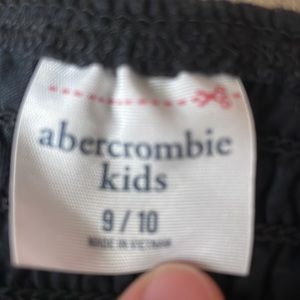 abercrombie
kids
9 / 10
MADE IN VIETNAM